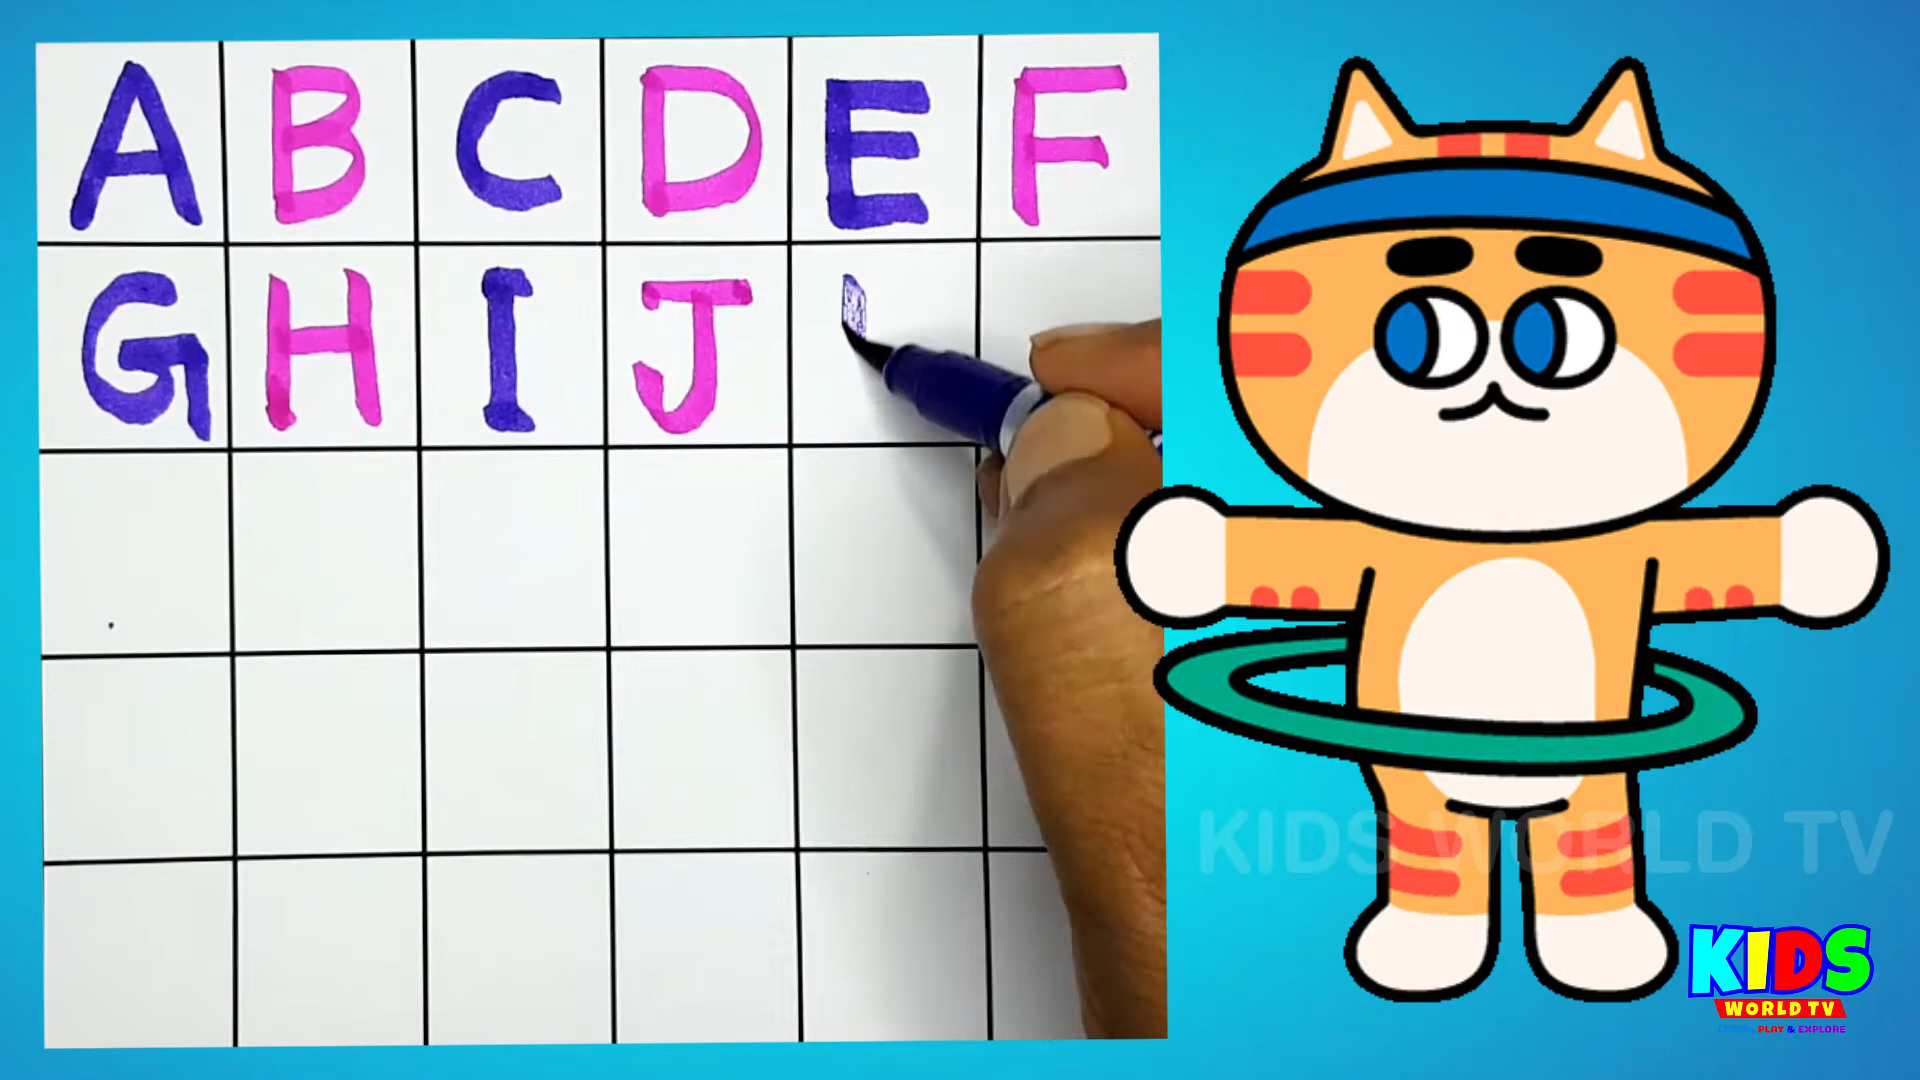 A B C D E F
G H I J
KIDS WORLD TV
KIDS
WORLD TV
PLAY & EXPLORE